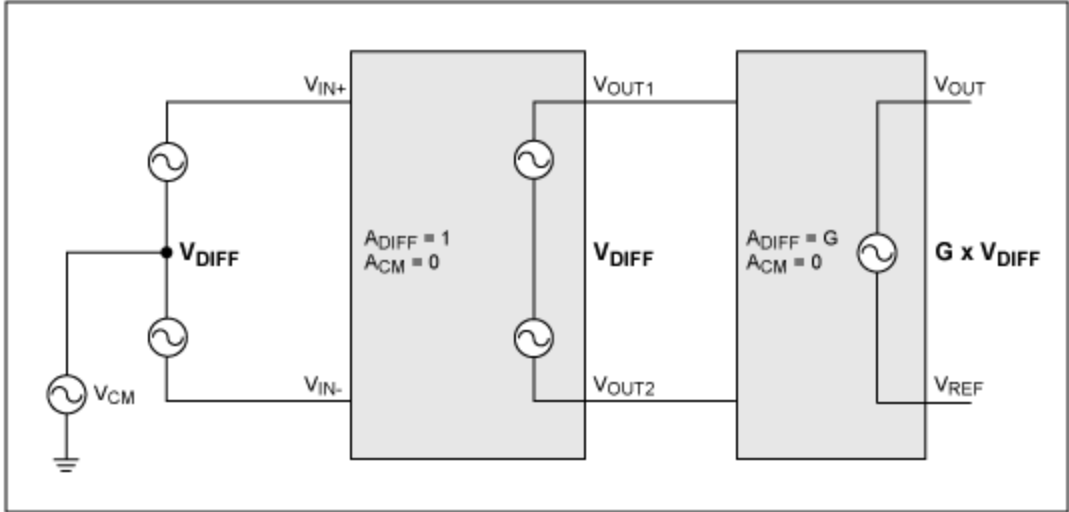 VIN+
VOUT1
VOUT
ADIFF = 1
ACM = 0
VDIFF
VDIFF
ADIFF = G
ACM = 0
G x VDIFF
VCM
VIN-
VOUT2
VREF